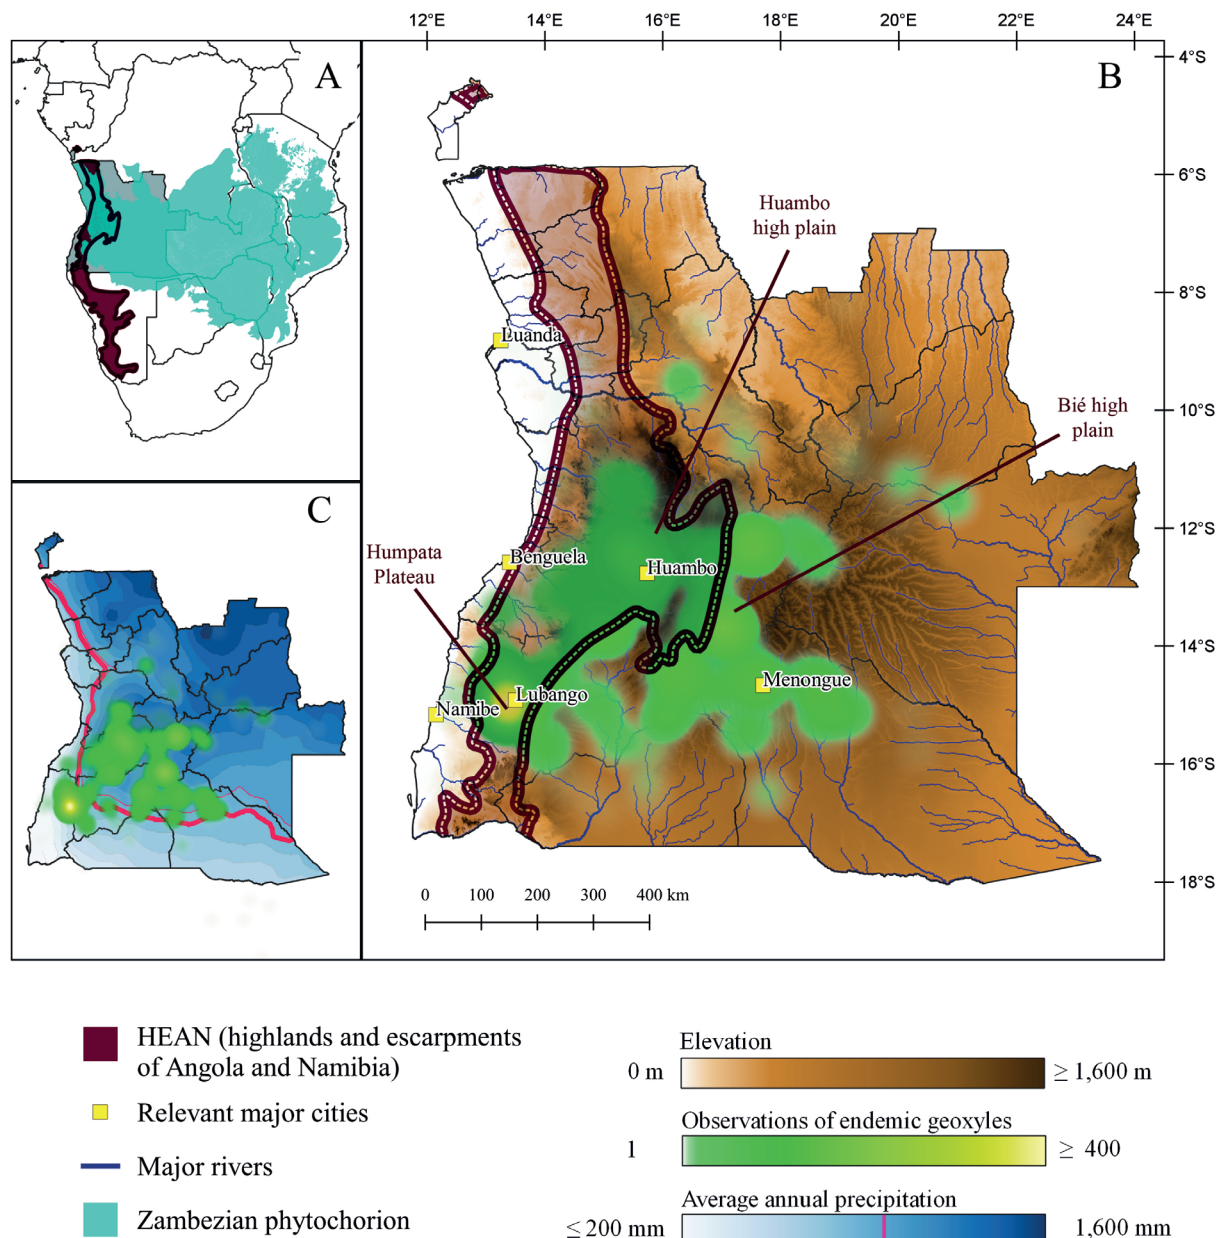 12°E 14°E 16°E 18°E 20°E 22°E 24°E
A
B
4°S
6°S
8°S
10°S
12°S
14°S
16°S
18°S
Huambo
high plain
Luanda
Bié high
plain
C
Humpata
Plateau
Benguela
Huambo
Menongue
Lubango
Namibe
0 100 200 300 400 km
HEAN (highlands and escarpments
of Angola and Namibia)
Relevant major cities
Major rivers
Zambezian phytochorion
Elevation
0 m ≥ 1,600 m
Observations of endemic geoxyles
1 ≥ 400
Average annual precipitation
≤ 200 mm 1,600 mm